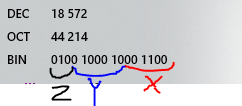 DEC 18 572
OCT 44 214
BIN 0100 1000 1000 1100
Z Y X